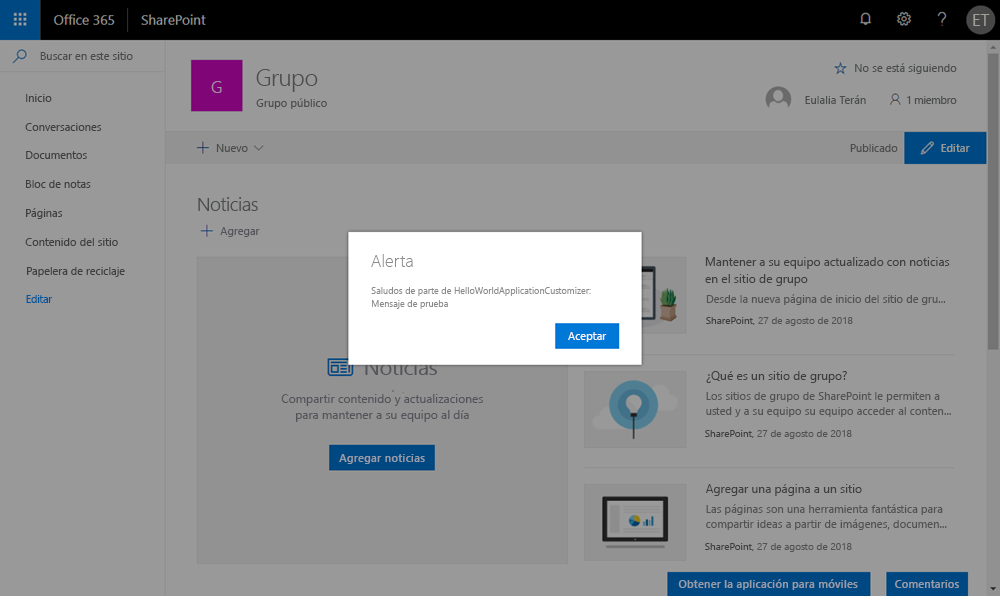 Office 365 SharePoint ? ET
Buscar en este sitio
Inicio
Conversaciones
Documentos
Bloc de notas
Páginas
Contenido del sitio
Papelera de reciclaje
Editar
G
Grupo
Grupo público
No se está siguiendo
Eulalia Terán 1 miembro
Nuevo
Publicado Editar
Noticias
Agregar
Alerta
Saludos de parte de HelloWorldApplicationCustomizer:
Mensaje de prueba
Aceptar
Noticias
Compartir contenido y actualizaciones
para mantener a su equipo al día
Agregar noticias
Mantener a su equipo actualizado con noticias
en el sitio de grupo
Desde la nueva página de inicio del sitio de gru...
SharePoint, 27 de agosto de 2018
¿Qué es un sitio de grupo?
Los sitios de grupo de SharePoint le permiten a
usted y a su equipo su equipo acceder al conten...
SharePoint, 27 de agosto de 2018
Agregar una página a un sitio
Las páginas son una herramienta fantástica para
compartir ideas a partir de imágenes, documen...
SharePoint, 27 de agosto de 2018
Obtener la aplicación para móviles Comentarios